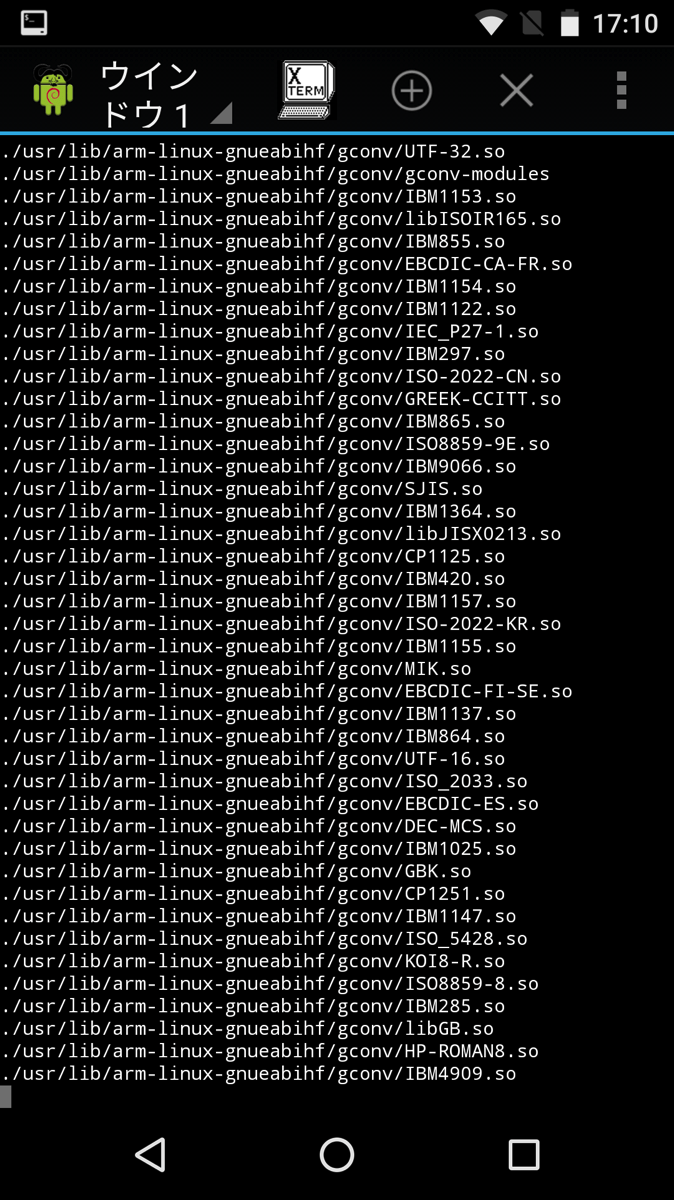 17:10
ウイン
ドウ 1
X
TERM
./usr/lib/arm-linux-gnueabihf/gconv/UTF-32.so
./usr/lib/arm-linux-gnueabihf/gconv/gconv-modules
./usr/lib/arm-linux-gnueabihf/gconv/IBM1153.so
./usr/lib/arm-linux-gnueabihf/gconv/libISOIR165.so
./usr/lib/arm-linux-gnueabihf/gconv/IBM855.so
./usr/lib/arm-linux-gnueabihf/gconv/EBCDIC-CA-FR.so
./usr/lib/arm-linux-gnueabihf/gconv/IBM1154.so
./usr/lib/arm-linux-gnueabihf/gconv/IBM1122.so
./usr/lib/arm-linux-gnueabihf/gconv/IEC_P27-1.so
./usr/lib/arm-linux-gnueabihf/gconv/IBM297.so
./usr/lib/arm-linux-gnueabihf/gconv/ISO-2022-CN.so
./usr/lib/arm-linux-gnueabihf/gconv/GREEK-CCITT.so
./usr/lib/arm-linux-gnueabihf/gconv/IBM865.so
./usr/lib/arm-linux-gnueabihf/gconv/ISO8859-9E.so
./usr/lib/arm-linux-gnueabihf/gconv/IBM9066.so
./usr/lib/arm-linux-gnueabihf/gconv/SJIS.so
./usr/lib/arm-linux-gnueabihf/gconv/IBM1364.so
./usr/lib/arm-linux-gnueabihf/gconv/libJISX0213.so
./usr/lib/arm-linux-gnueabihf/gconv/CP1125.so
./usr/lib/arm-linux-gnueabihf/gconv/IBM420.so
./usr/lib/arm-linux-gnueabihf/gconv/IBM1157.so
./usr/lib/arm-linux-gnueabihf/gconv/ISO-2022-KR.so
./usr/lib/arm-linux-gnueabihf/gconv/IBM1155.so
./usr/lib/arm-linux-gnueabihf/gconv/MIK.so
./usr/lib/arm-linux-gnueabihf/gconv/EBCDIC-FI-SE.so
./usr/lib/arm-linux-gnueabihf/gconv/IBM1137.so
./usr/lib/arm-linux-gnueabihf/gconv/IBM864.so
./usr/lib/arm-linux-gnueabihf/gconv/UTF-16.so
./usr/lib/arm-linux-gnueabihf/gconv/ISO_2033.so
./usr/lib/arm-linux-gnueabihf/gconv/EBCDIC-ES.so
./usr/lib/arm-linux-gnueabihf/gconv/DEC-MCS.so
./usr/lib/arm-linux-gnueabihf/gconv/IBM1025.so
./usr/lib/arm-linux-gnueabihf/gconv/GBK.so
./usr/lib/arm-linux-gnueabihf/gconv/CP1251.so
./usr/lib/arm-linux-gnueabihf/gconv/IBM1147.so
./usr/lib/arm-linux-gnueabihf/gconv/ISO_5428.so
./usr/lib/arm-linux-gnueabihf/gconv/KOI8-R.so
./usr/lib/arm-linux-gnueabihf/gconv/ISO8859-8.so
./usr/lib/arm-linux-gnueabihf/gconv/IBM285.so
./usr/lib/arm-linux-gnueabihf/gconv/libGB.so
./usr/lib/arm-linux-gnueabihf/gconv/HP-ROMAN8.so
./usr/lib/arm-linux-gnueabihf/gconv/IBM4909.so